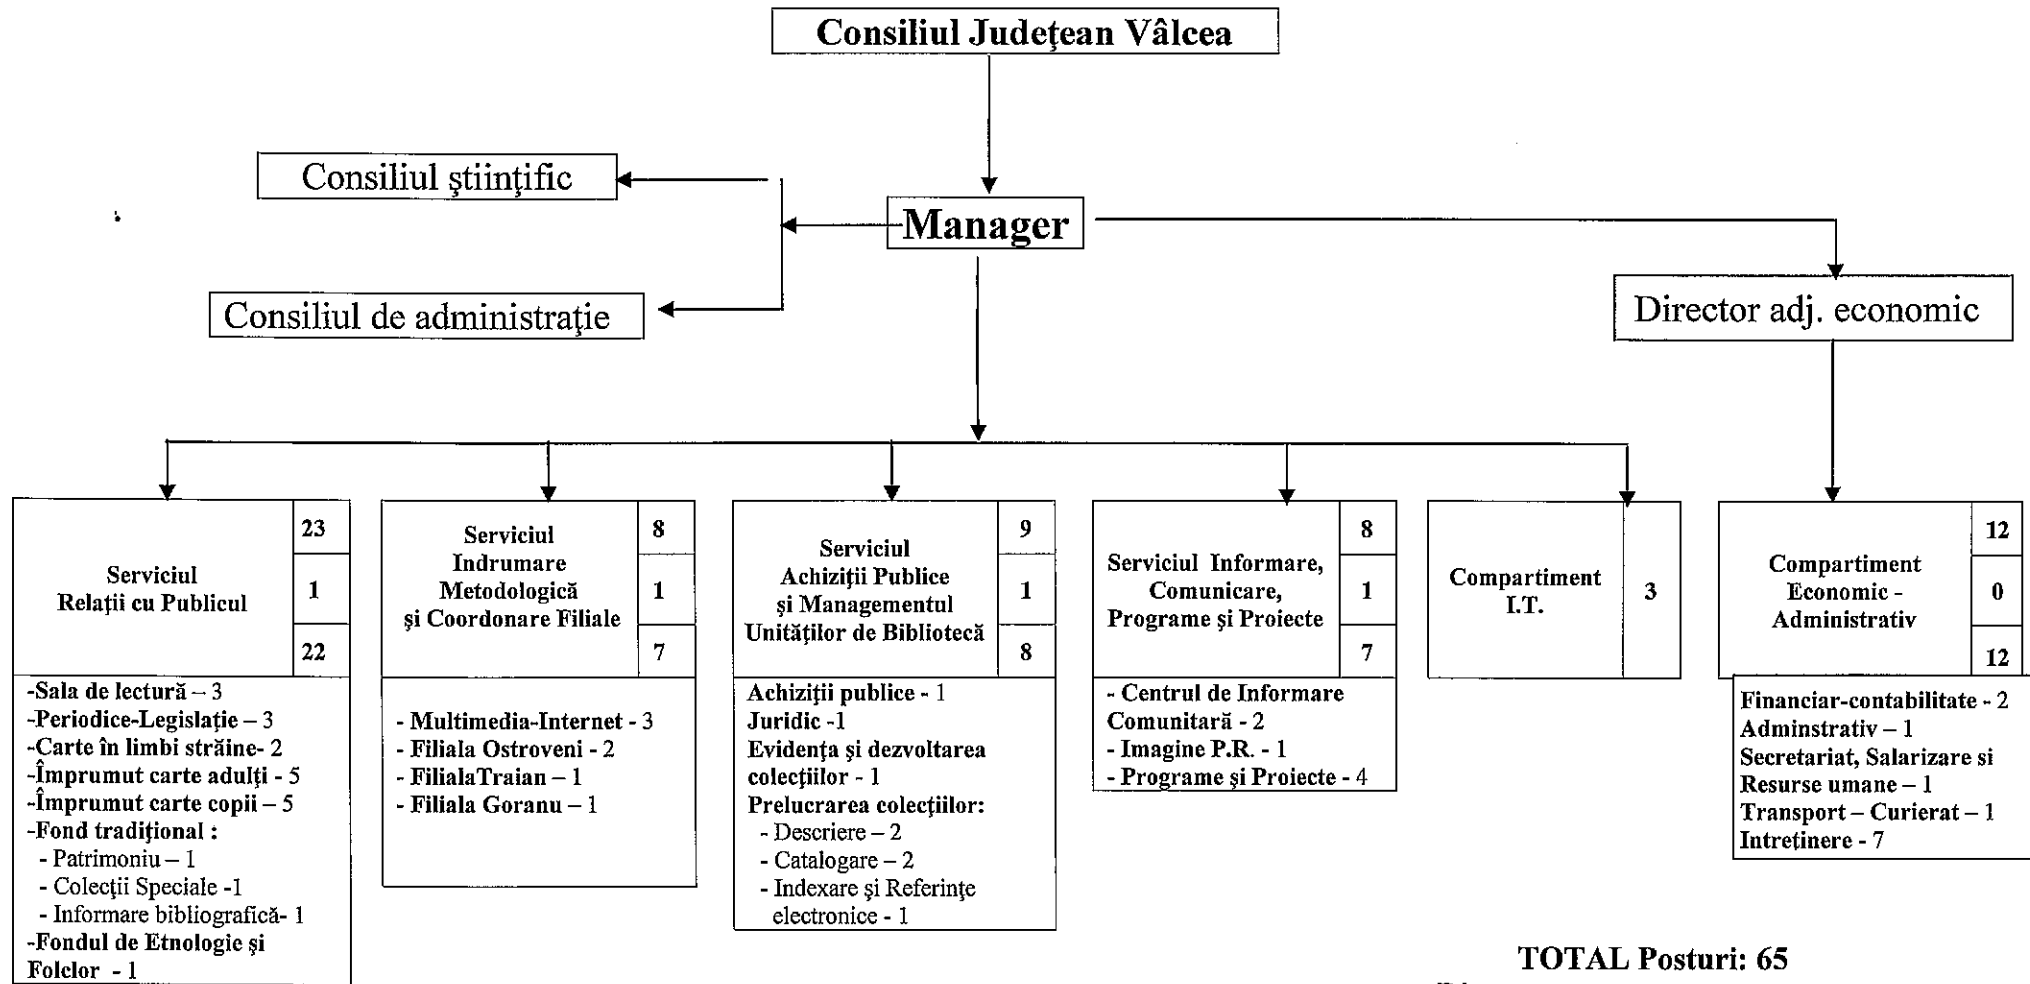 Consiliul Judeţean Vâlcea
Consiliul ştiinţific
Manager
Consiliul de administraţie
Director adj. economic
Serviciul
Relaţii cu Publicul
23
1
22
-Sala de lectură – 3
-Periodice-Legislaţie – 3
-Carte în limbi străine- 2
-Împrumut carte adulţi - 5
-Împrumut carte copii – 5
-Fond tradiţional :
- Patrimoniu – 1
- Colecţii Speciale -1
- Informare bibliografică- 1
-Fondul de Etnologie şi
Folclor - 1
Serviciul
Indrumare
Metodologică
şi Coordonare Filiale
8
1
7
- Multimedia-Internet - 3
- Filiala Ostroveni - 2
- FilialaTraian – 1
- Filiala Goranu – 1
Serviciul
Achiziţii Publice
şi Managementul
Unităţilor de Bibliotecă
9
1
8
Achiziţii publice - 1
Juridic -1
Evidenţa şi dezvoltarea
colecţiilor - 1
Prelucrarea colecţiilor:
- Descriere – 2
- Catalogare – 2
- Indexare şi Referinţe
electronice - 1
Serviciul Informare,
Comunicare,
Programe şi Proiecte
8
1
7
- Centrul de Informare
Comunitară - 2
- Imagine P.R. - 1
- Programe şi Proiecte - 4
Compartiment
I.T.
3
Compartiment
Economic -
Administrativ
12
0
12
Financiar-contabilitate - 2
Adminstrativ – 1
Secretariat, Salarizare si
Resurse umane – 1
Transport – Curierat – 1
Intreţinere - 7
TOTAL Posturi: 65